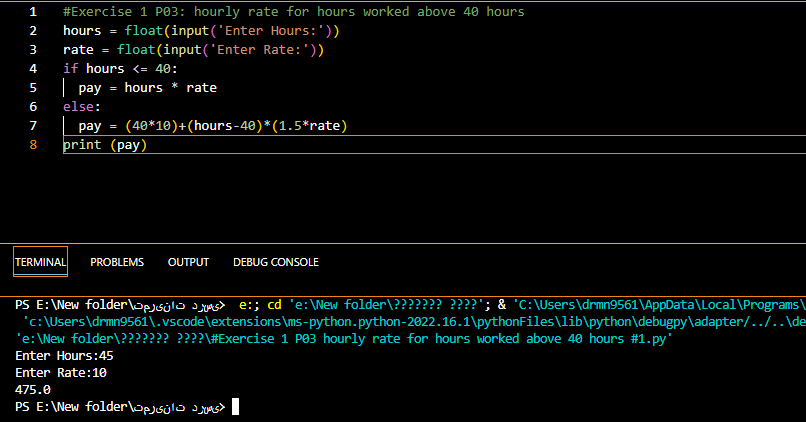 1 #Exercise 1 P03: hourly rate for hours worked above 40 hours
2 hours = float(input('Enter Hours:'))
3 rate = float(input('Enter Rate:'))
4 if hours <= 40:
5 pay = hours * rate
6 else:
7 pay = (40*10)+(hours-40)*(1.5*rate)
8 print (pay)
TERMINAL PROBLEMS OUTPUT DEBUG CONSOLE
PS E:\New folder\تمرینات درسی> e:; cd 'e:\New folder\??????? ????'; & 'C:\Users\drmn9561\AppData\Local\Programs\
'c:\Users\drmn9561\.vscode\extensions\ms-python.python-2022.16.1\pythonFiles\lib\python\debugpy\adapter/../..\de
'e:\New folder\??????? ????\#Exercise 1 P03 hourly rate for hours worked above 40 hours #1.py'
Enter Hours:45
Enter Rate:10
475.0
PS E:\New folder\تمرینات درسی>